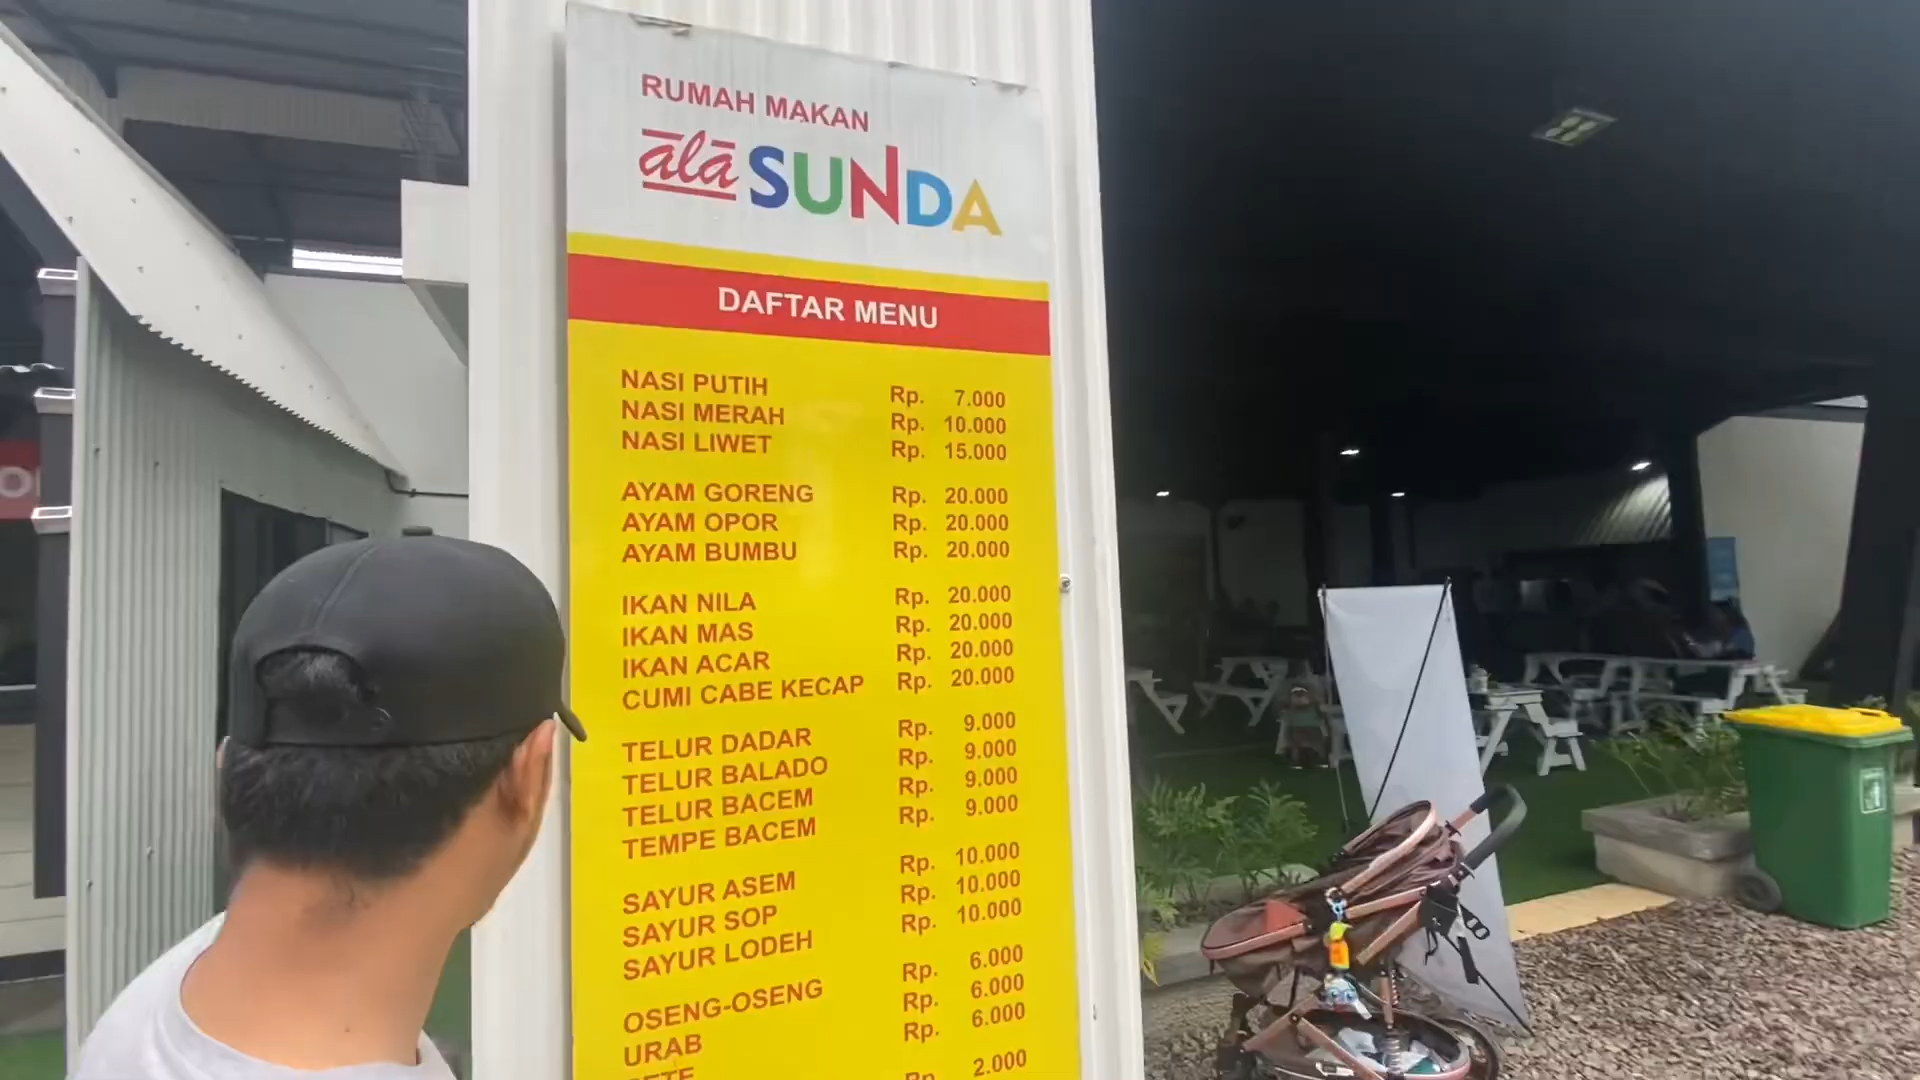 RUMAH MAKAN
ālā SUNDA
DAFTAR MENU
NASI PUTIH Rp. 7.000
NASI MERAH Rp. 10.000
NASI LIWET Rp. 15.000
AYAM GORENG Rp. 20.000
AYAM OPOR Rp. 20.000
AYAM BUMBU Rp. 20.000
IKAN NILA Rp. 20.000
IKAN MAS Rp. 20.000
IKAN ACAR Rp. 20.000
CUMI CABE KECAP Rp. 20.000
TELUR DADAR Rp. 9.000
TELUR BALADO Rp. 9.000
TELUR BACEM Rp. 9.000
TEMPE BACEM Rp. 9.000
SAYUR ASEM Rp. 10.000
SAYUR SOP Rp. 10.000
SAYUR LODEH Rp. 10.000
OSENG-OSENG Rp. 6.000
URAB Rp. 6.000
Rp. 6.000
Rp. 2.000